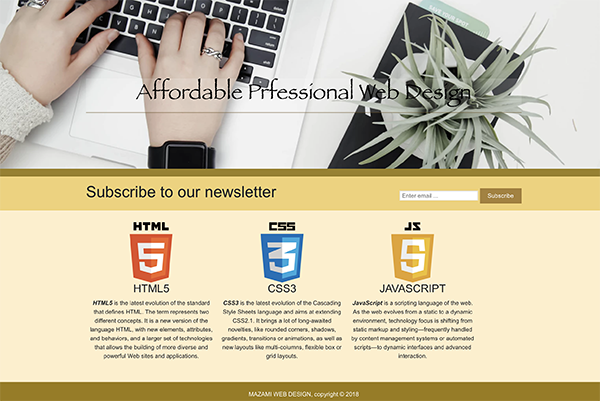 Affordable Prfessional Web Design
Subscribe to our newsletter
Enter email ...
Subscribe
HTML
5
HTML5
HTML5 is the latest evolution of the standard
that defines HTML. The term represents two
different concepts. It is a new version of the
language HTML, with new elements, attributes,
end behaviors, and a larger set of technologies
that allows the building of more diverse and
powerful Web sites and applications.
CSS
3
CSS3
CSS3 is the latest evolution of the Cascading
Style Sheets language and aims at extending
CSS2.1. It brings a lot of long-awaited
novelties, like rounded corners, shadows,
gradients, transitions or animations, as well as
new layouts like multi-columns, flexible box or
grid layouts.
JS
5
JAVASCRIPT
JavaScript is a scripting language of the web.
As the web evolves from a static to a dynamic
environment, technology focus is shifting from
static markup and styling—frequently handled
by content management systems or automated
scripts—to dynamic interfaces and advanced
interaction.
MAZAMI WEB DESIGN, copyright © 2018